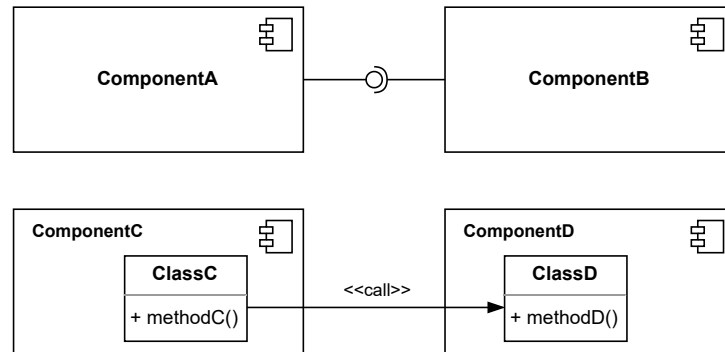 ComponentA
ComponentB
ComponentC
ComponentD
ClassC
ClassD
<<call>>
+ methodC()
+ methodD()